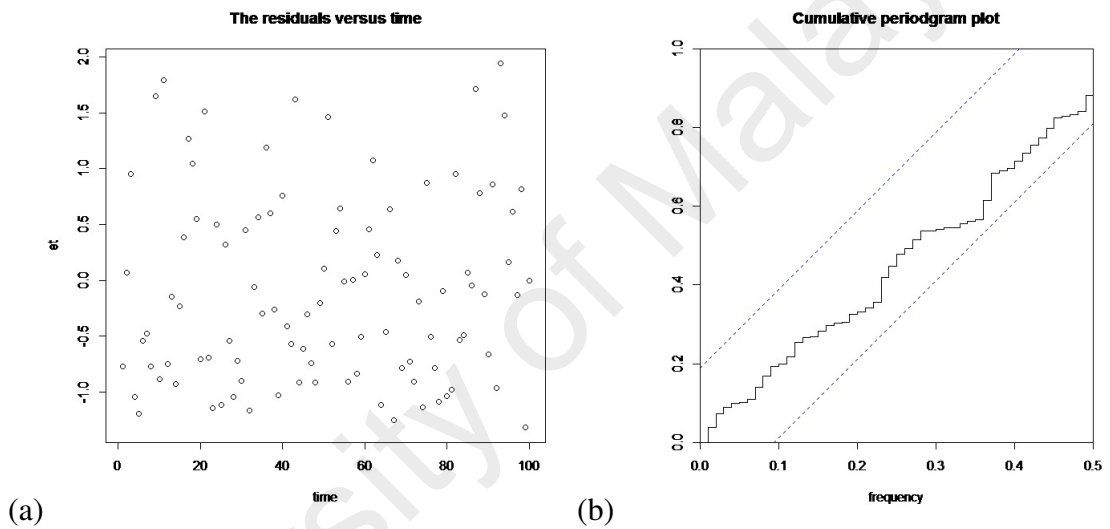 The residuals versus time
et
2.0
1.5
1.0
0.5
0.0
-0.5
-1.0
0 20 40 60 80 100
time
(a)
Cumulative periodgram plot
1.0
0.8
0.6
0.4
0.2
0.0
0.0 0.1 0.2 0.3 0.4 0.5
frequency
(b)
of Malay